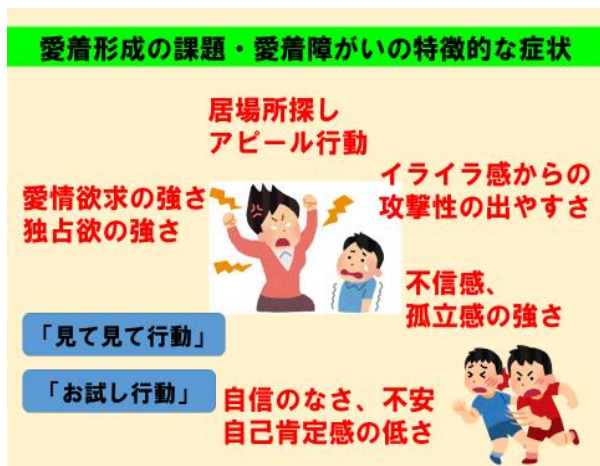 愛着形成の課題・愛着障がいの特徴的な症状
居場所探し
アピール行動
イライラ感からの
攻撃性の出やすさ
愛情欲求の強さ
独占欲の強さ
不信感、
孤立感の強さ
「見て見て行動」
「お試し行動」
自信のなさ、不安
自己肯定感の低さ